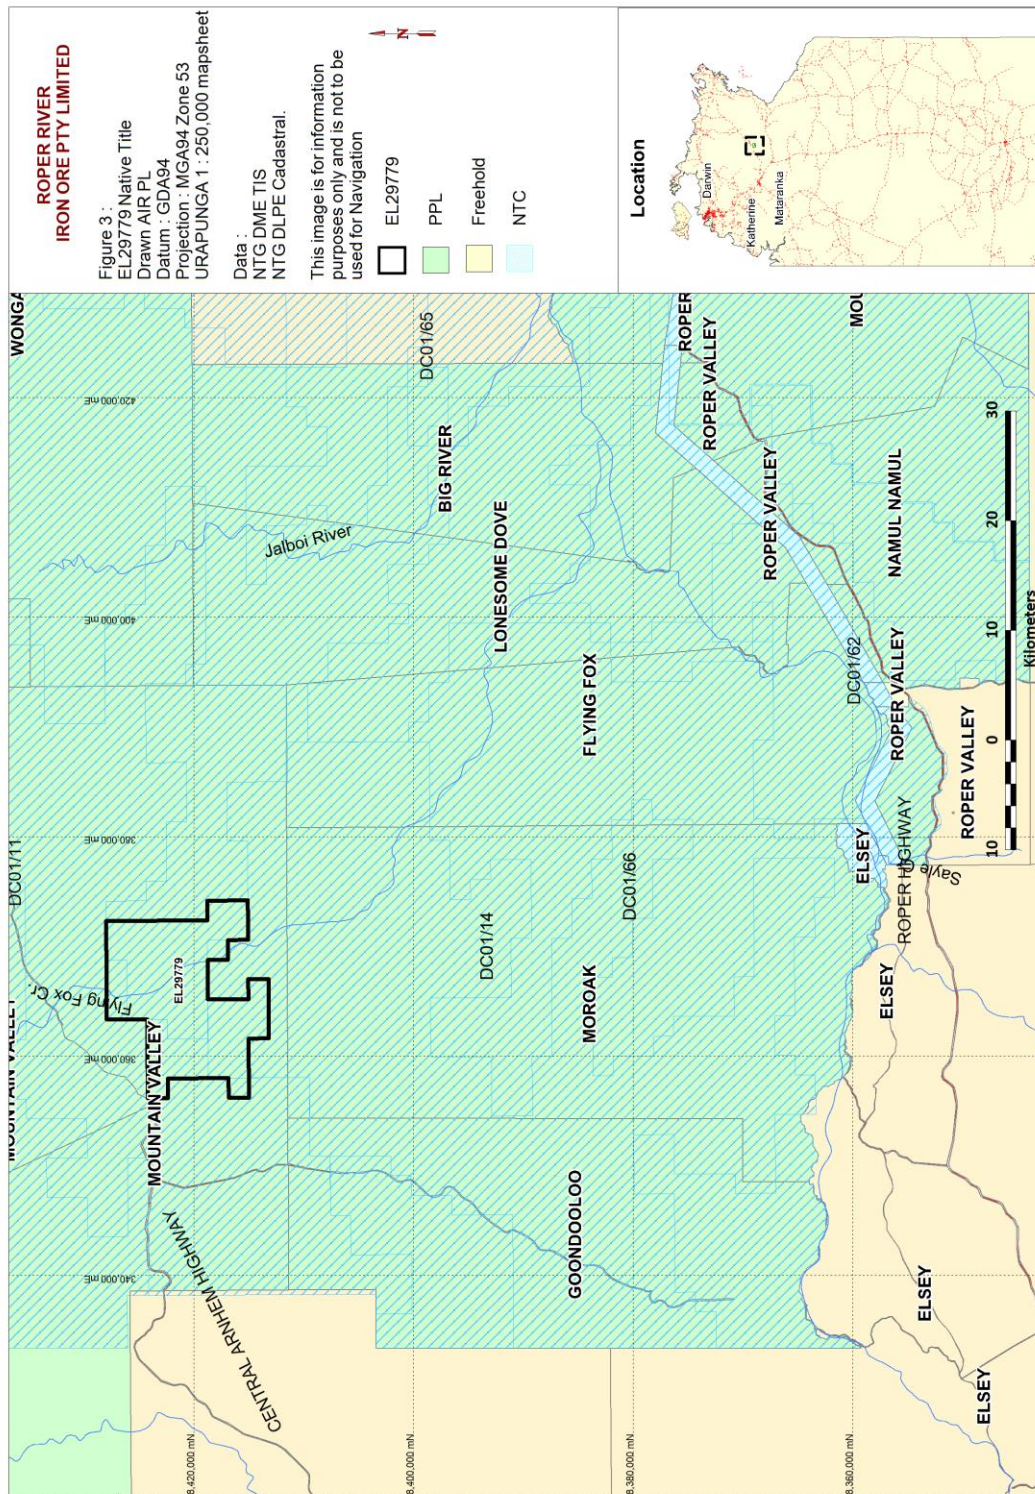 ROPER RIVER
IRON ORE PTY LIMITED
Figure 3 :
EL29779 Native Title
Drawn AIR PL
Datum : GDA94
Projection : MGA94 Zone 53
URAPUNGA 1 : 250,000 mapsheet
Data :
NTG DME TIS
NTG DLPE Cadastral.
This image is for information
purposes only and is not to be
used for Navigation
N
EL29779
PPL
Freehold
NTC
Location
Darwin
Katherine
Mataranka
WONGA
MOUNTAIN VALLEY
DC01/11
Flying Fox Cr.
EL29779
MOUNTAIN VALLEY
CENTRAL ARNHEM HIGHWAY
Jalboi River
DC01/65
BIG RIVER
LONESOME DOVE
DC01/14
GOONDOOLOO
MOROAK
FLYING FOX
DC01/66
ROPER
ROPER VALLEY
ROPER VALLEY
DC01/62
MOU
NAMUL NAMUL
ROPER VALLEY
ELSEY
ROPER HIGHWAY
Sayle C
ROPER VALLEY
ELSEY
ELSEY
ELSEY
340,000 mE
360,000 mE
380,000 mE
400,000 mE
420,000 mE
8,420,000 mN
8,400,000 mN
8,380,000 mN
8,360,000 mN
10 0 10 20 30
Kilometers